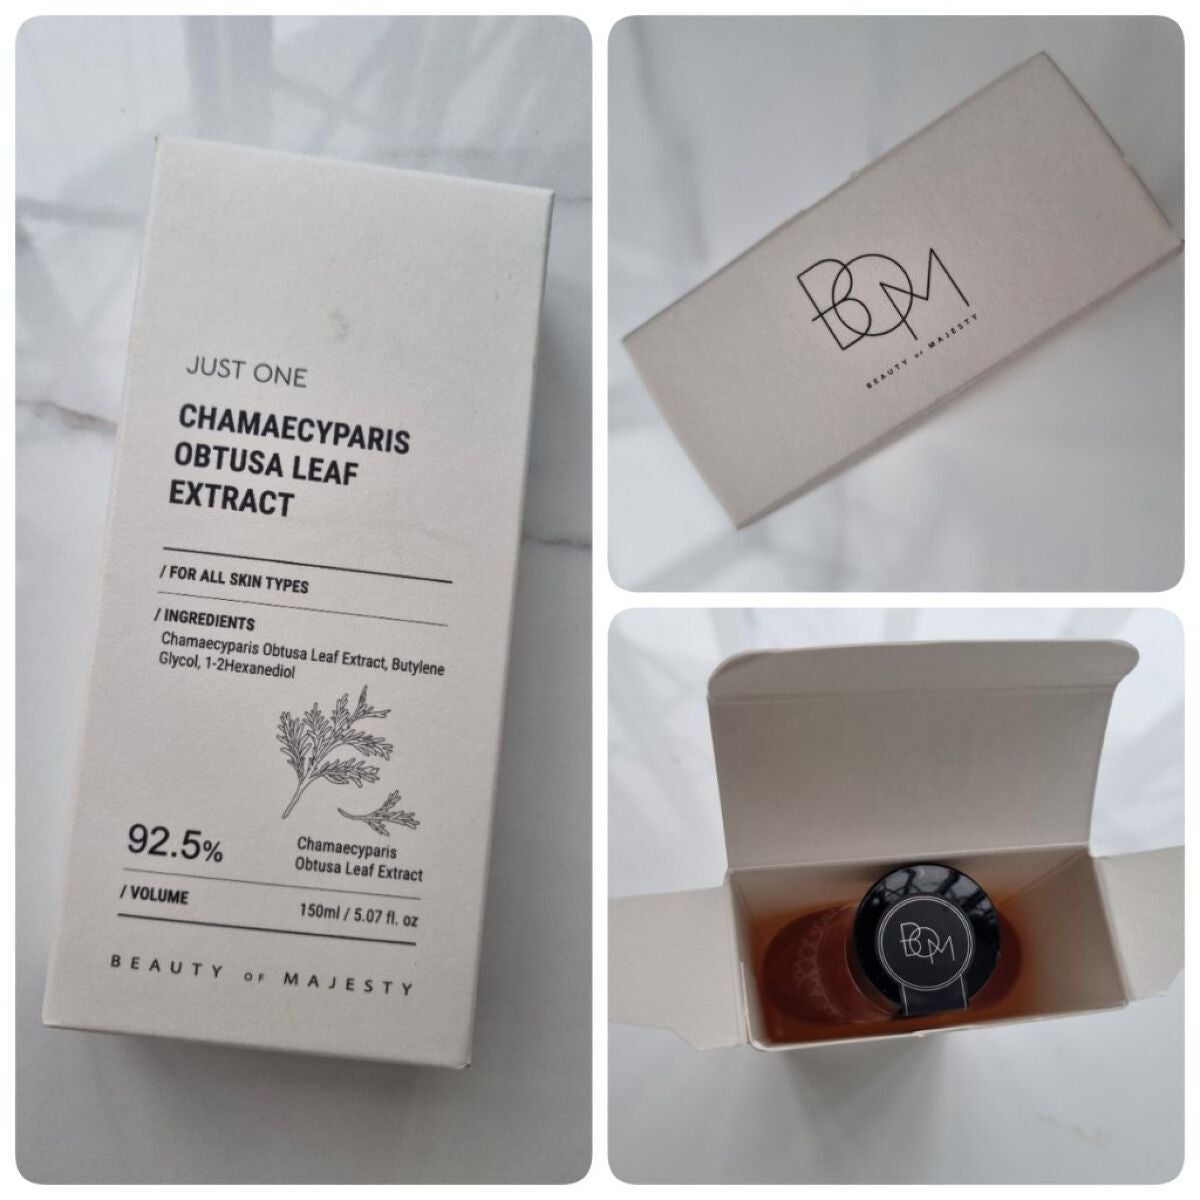 JUST ONE
CHAMAECYPARIS
OBTUSA LEAF
EXTRACT
/ FOR ALL SKIN TYPES
/ INGREDIENTS
Chamaecyparis Obtusa Leaf Extract, Butylene
Glycol, 1-2Hexanediol
92.5%
Chamaecyparis
Obtusa Leaf Extract
/ VOLUME
150ml / 5.07 fl. oz
BEAUTY OF MAJESTY
BOM
BEAUTY OF MAJESTY
BOM